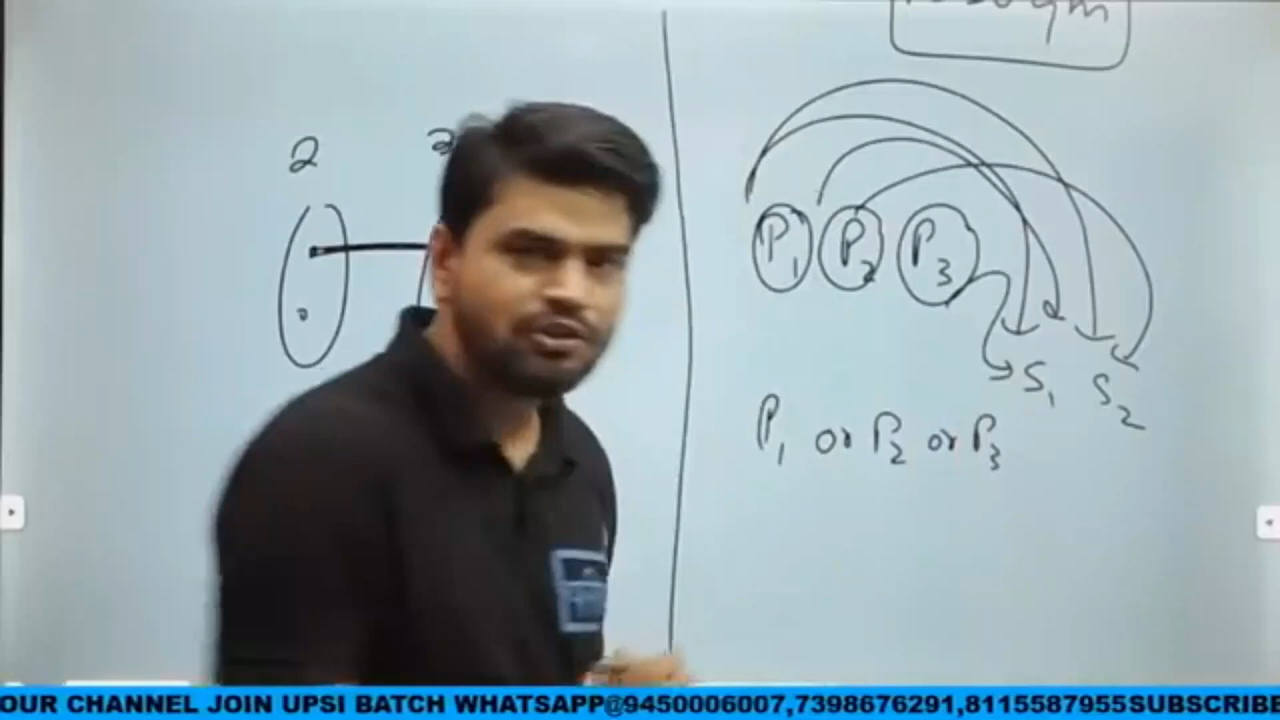 2
P1 P2 P3
S1 S2
P1 or P2 or P3
OUR CHANNEL JOIN UPSI BATCH WHATSAPP@9450006007,7398676291,8115587955SUBSCRIBE